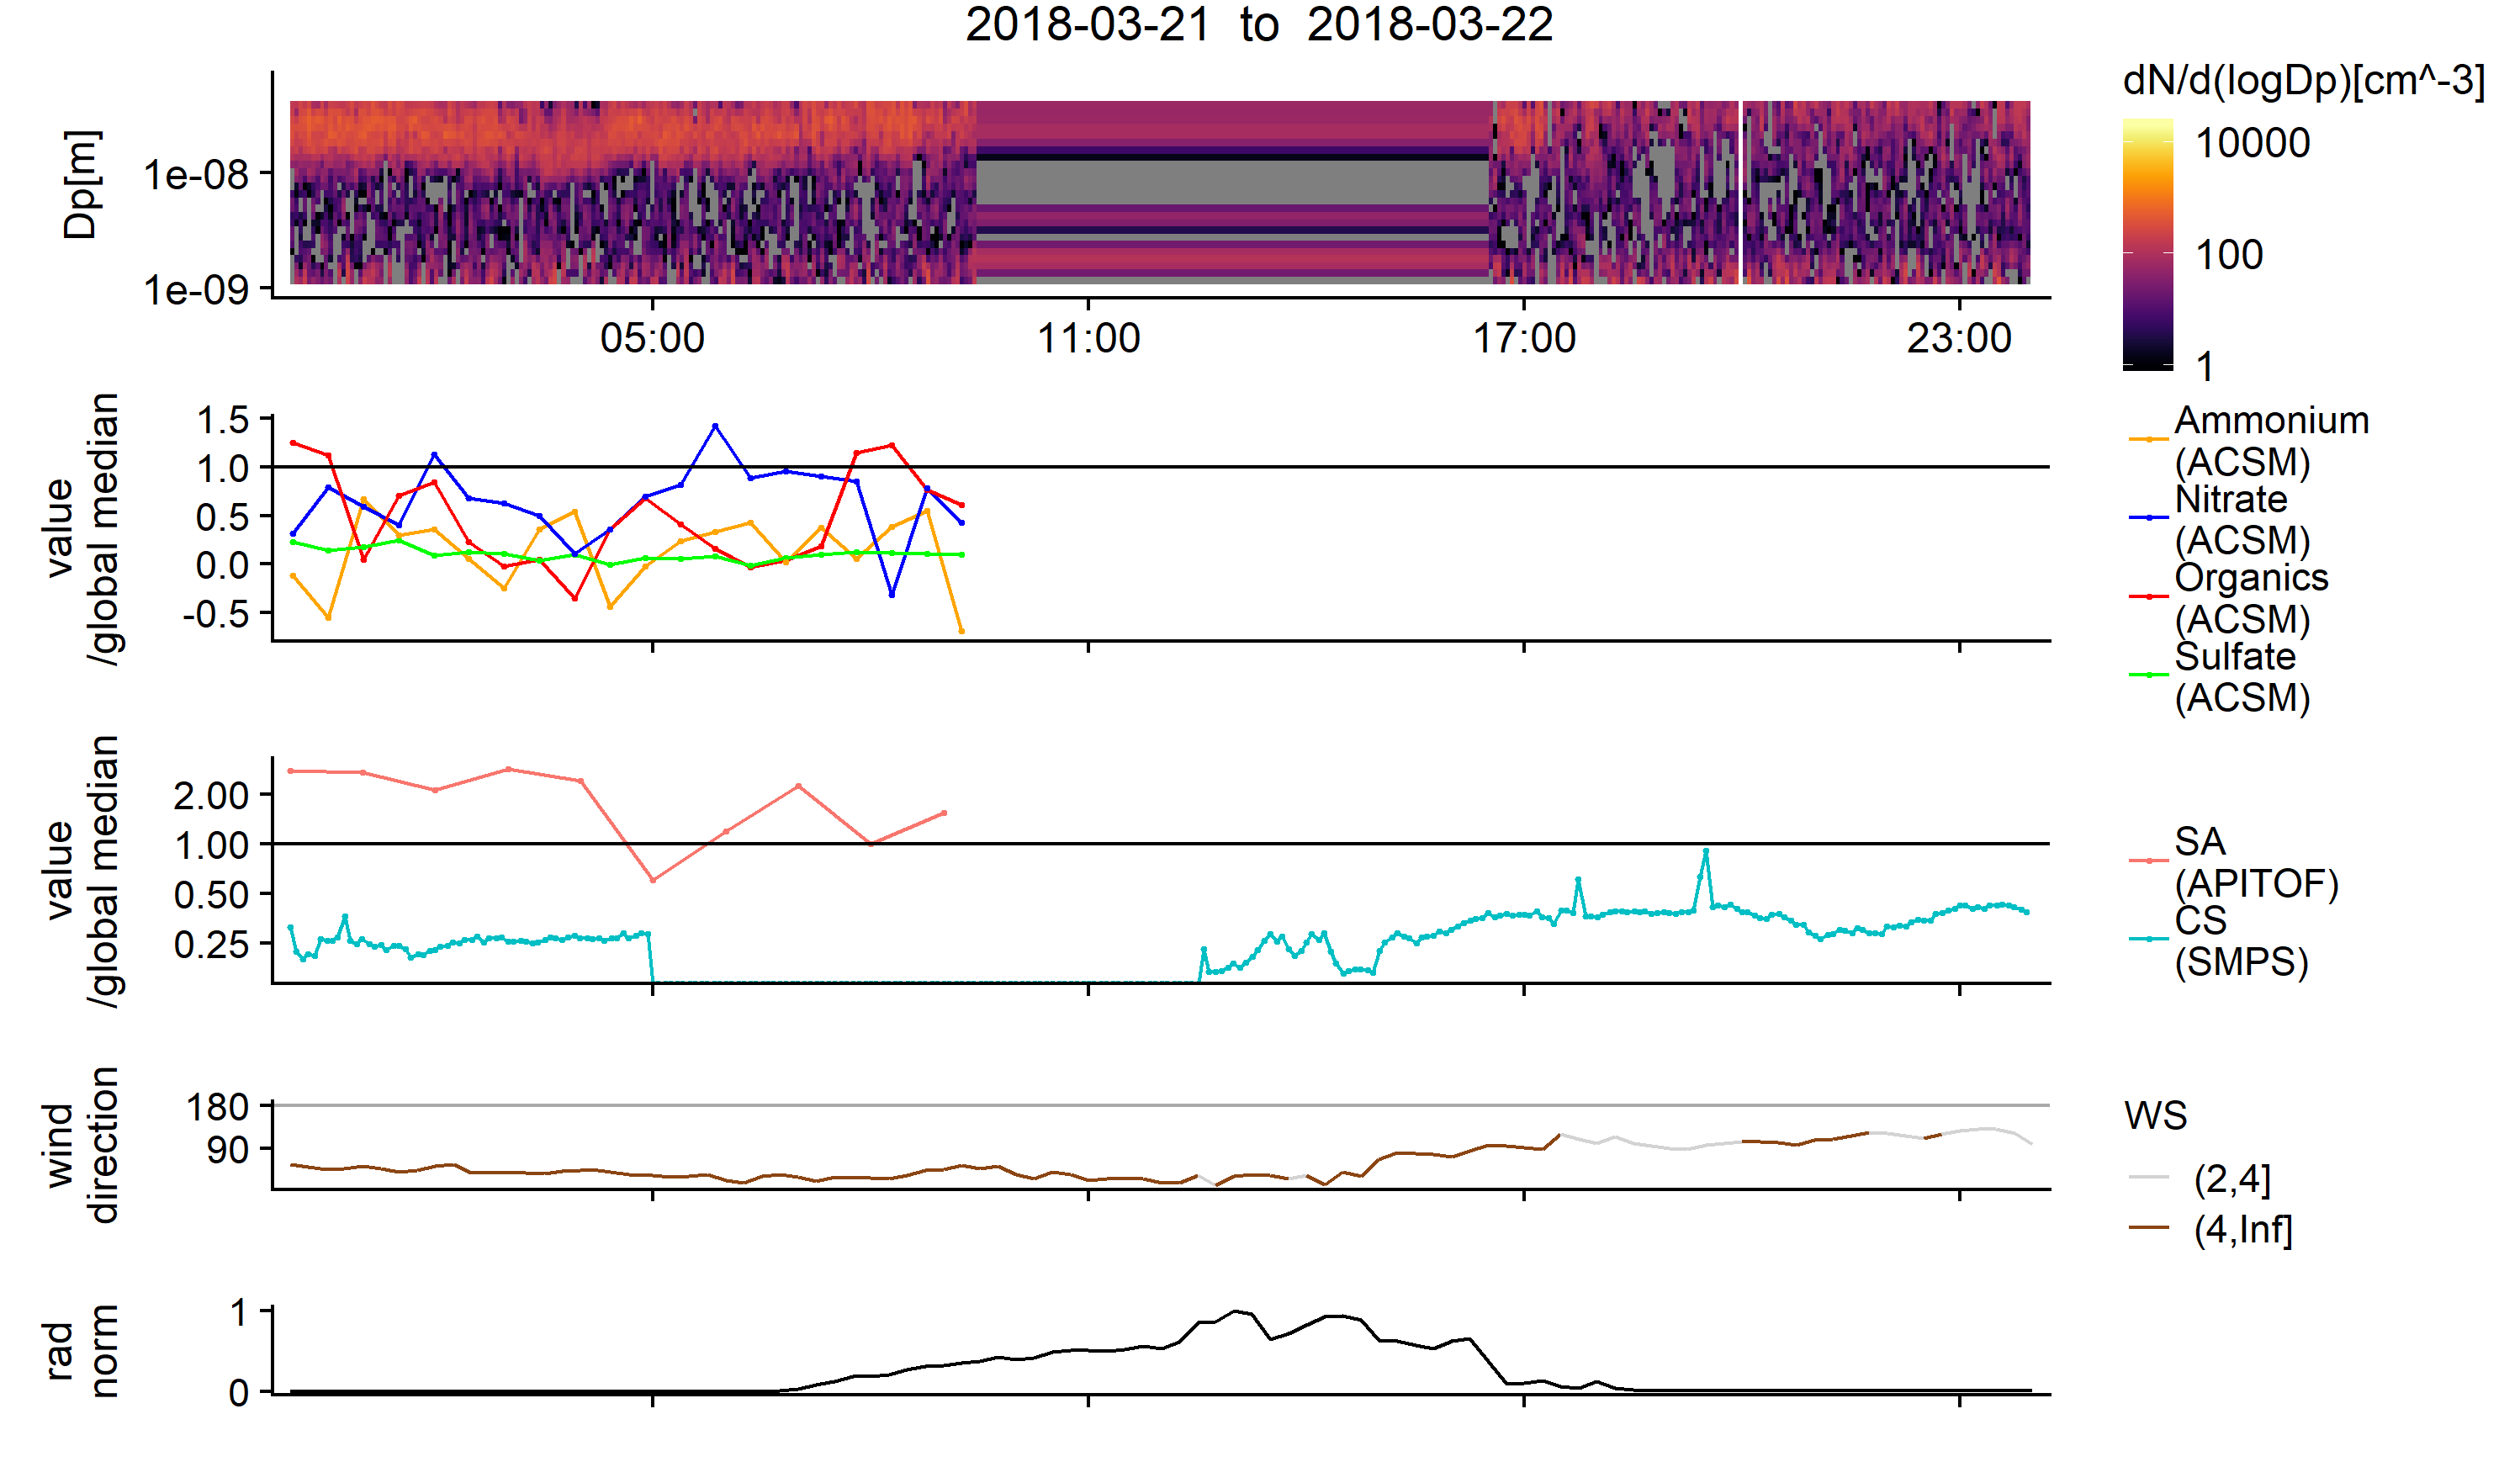 2018-03-21 to 2018-03-22
Dp[m]
1e-08
1e-09
05:00
11:00
17:00
23:00
dN/d(logDp)[cm^-3]
10000
100
1
value
/global median
1.5
1.0
0.5
0.0
-0.5
Ammonium
(ACSM)
Nitrate
(ACSM)
Organics
(ACSM)
Sulfate
(ACSM)
value
/global median
2.00
1.00
0.50
0.25
SA
(APITOF)
CS
(SMPS)
wind
direction
180
90
WS
(2,4]
(4,Inf]
rad
norm
1
0